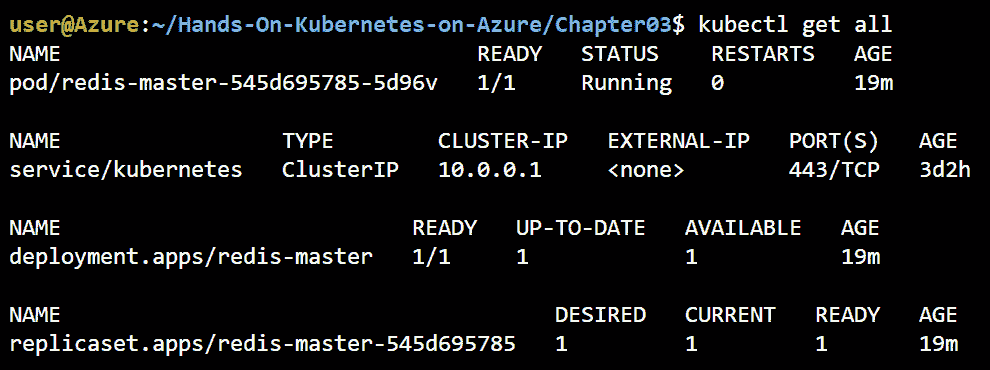 user@Azure:~/Hands-On-Kubernetes-on-Azure/Chapter03$ kubectl get all
NAME READY STATUS RESTARTS AGE
pod/redis-master-545d695785-5d96v 1/1 Running 0 19m
NAME TYPE CLUSTER-IP EXTERNAL-IP PORT(S) AGE
service/kubernetes ClusterIP 10.0.0.1 <none> 443/TCP 3d2h
NAME READY UP-TO-DATE AVAILABLE AGE
deployment.apps/redis-master 1/1 1 1 19m
NAME DESIRED CURRENT READY AGE
replicaset.apps/redis-master-545d695785 1 1 1 19m